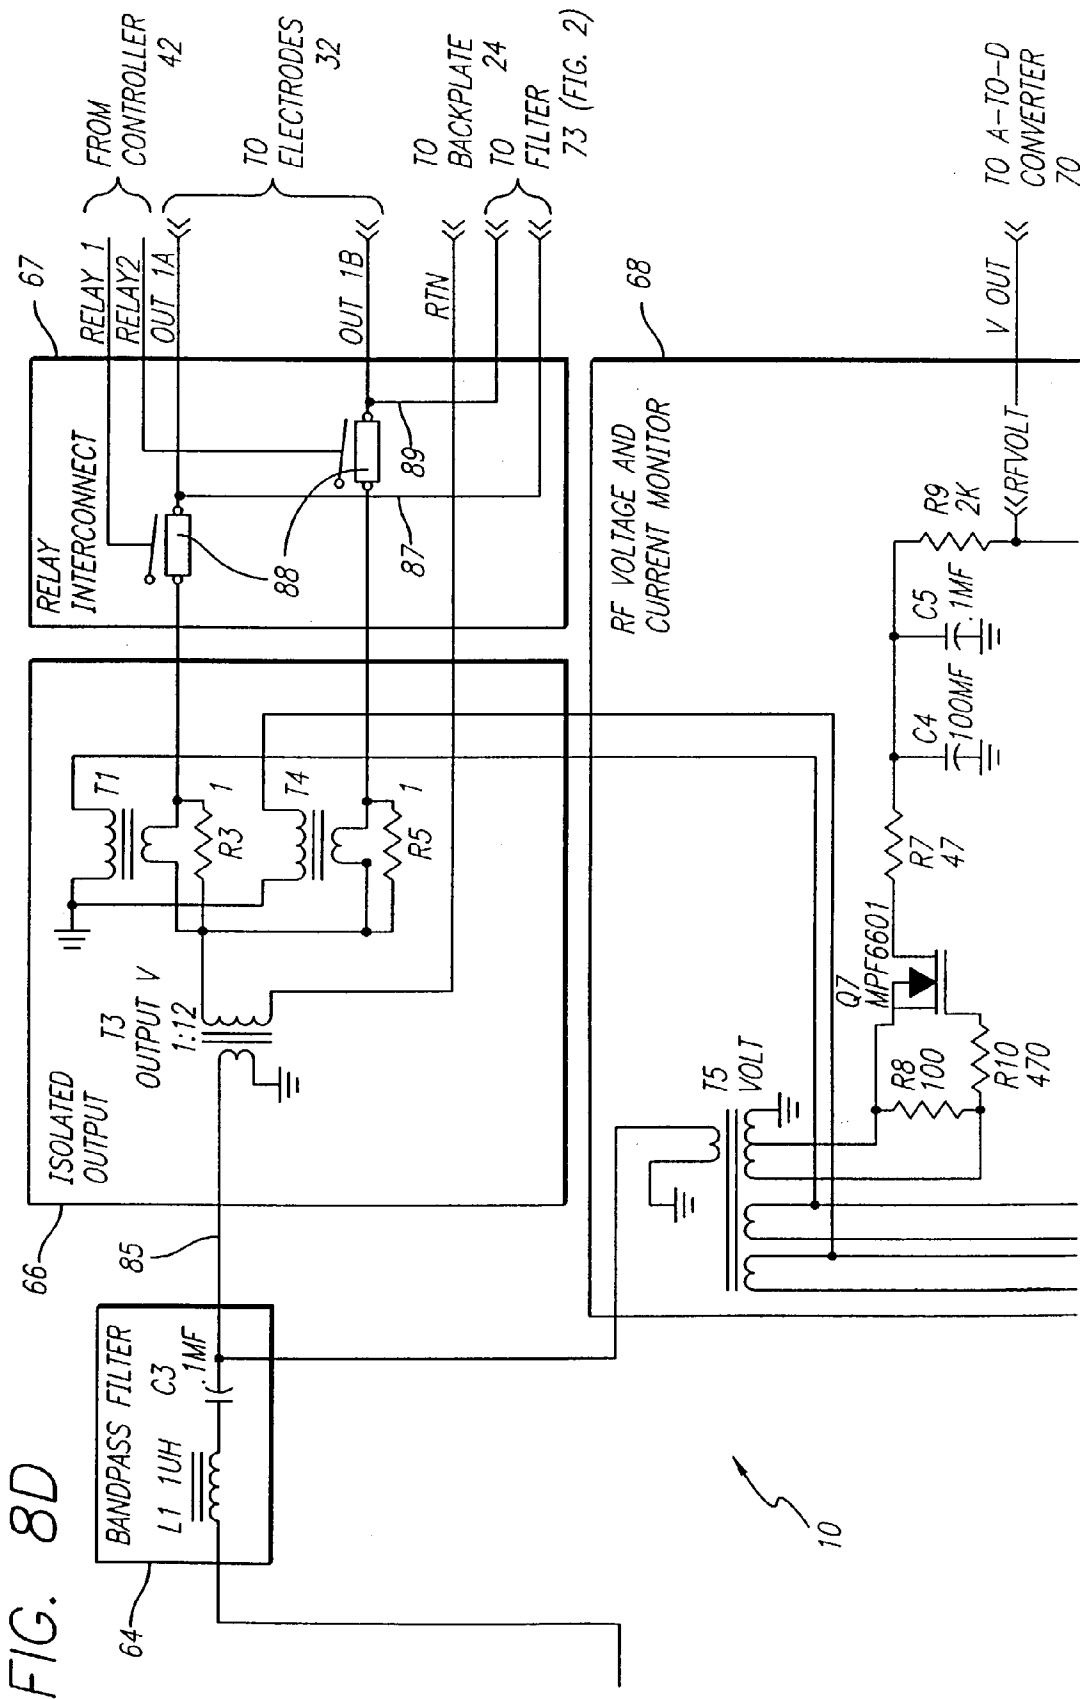 FIG. 8D
64
BANDPASS FILTER
L1 1UH
C3
.1MF
85
66
ISOLATED
OUTPUT
T3
OUTPUT V
1:12
T1
R3
1
T4
R5
1
RELAY
INTERCONNECT
67
88
87
89
RELAY 1
RELAY2
OUT 1A
OUT 1B
RTN
FROM
CONTROLLER
42
TO
ELECTRODES
32
TO
BACKPLATE
24
TO
FILTER
73 (FIG. 2)
RF VOLTAGE AND
CURRENT MONITOR
68
T5
VOLT
R8
100
R10
470
Q7
MPF6601
R7
47
C4
100MF
C5
.1MF
R9
2K
RFVOLT
V OUT
TO A-TO-D
CONVERTER
70
10